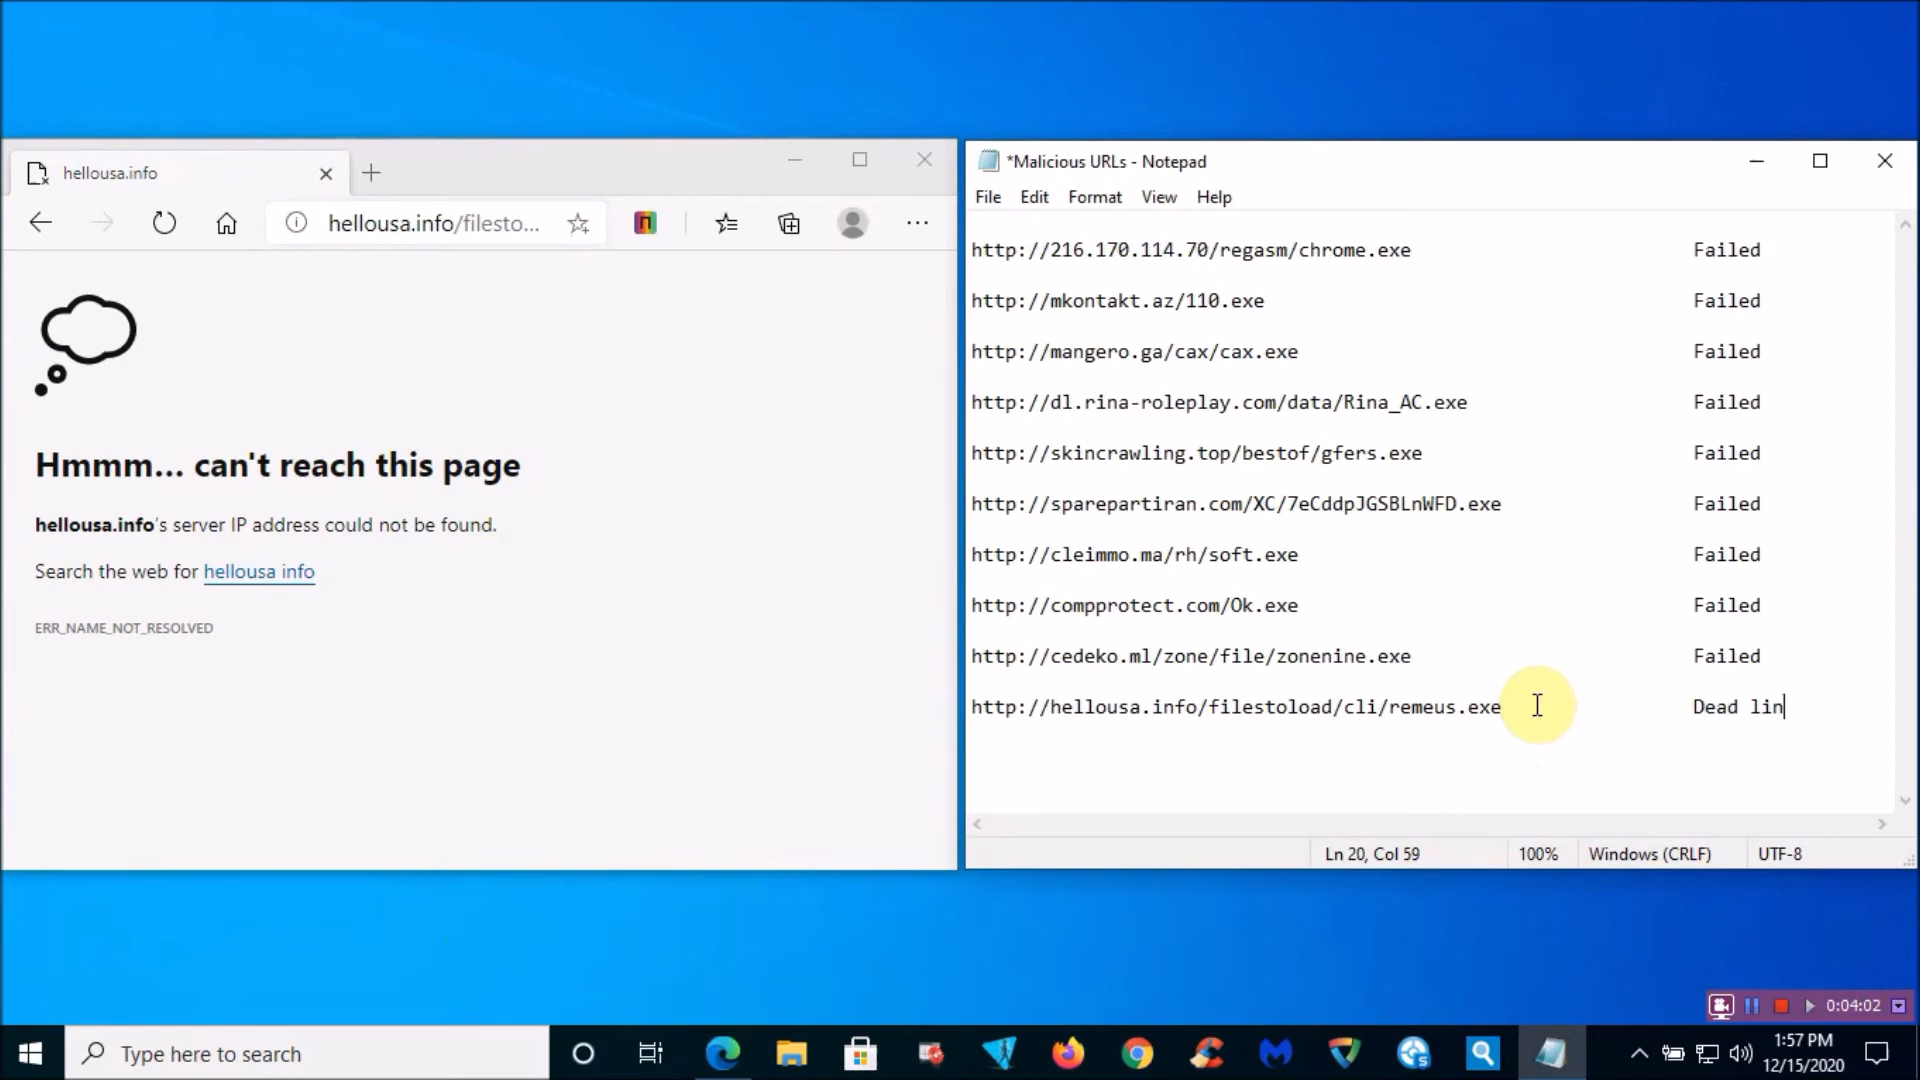 hellousa.info
hellousa.info/filesto...
Hmmm... can't reach this page
hellousa.info's server IP address could not be found.
Search the web for hellousa info
ERR_NAME_NOT_RESOLVED
*Malicious URLs - Notepad
File Edit Format View Help
http://216.170.114.70/regasm/chrome.exe Failed
http://mkontakt.az/110.exe Failed
http://mangero.ga/cax/cax.exe Failed
http://dl.rina-roleplay.com/data/Rina_AC.exe Failed
http://skincrawling.top/bestof/gfers.exe Failed
http://sparepartiran.com/XC/7eCddpJGSBLnWFD.exe Failed
http://cleimmo.ma/rh/soft.exe Failed
http://compprotect.com/Ok.exe Failed
http://cedeko.ml/zone/file/zonenine.exe Failed
http://hellousa.info/filestoload/cli/remeus.exe Dead lin
Ln 20, Col 59 100% Windows (CRLF) UTF-8
0:04:02
Type here to search
1:57 PM
12/15/2020